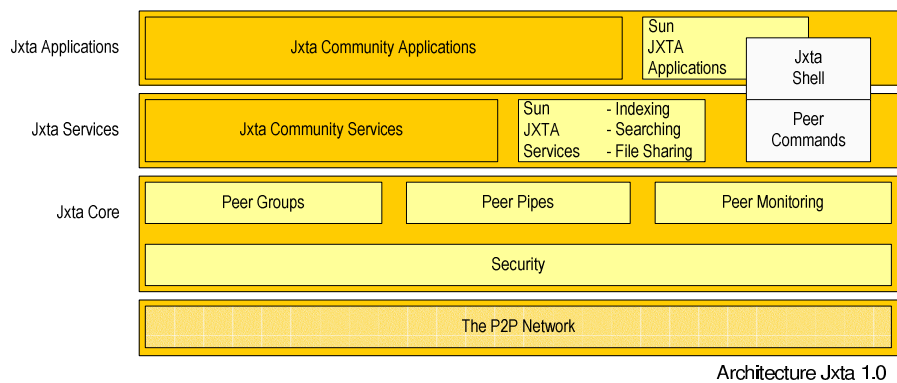 Jxta Applications
Jxta Community Applications
Sun
JXTA
Applications
Jxta
Shell
Jxta Services
Jxta Community Services
Sun - Indexing
JXTA - Searching
Services - File Sharing
Peer
Commands
Jxta Core
Peer Groups
Peer Pipes
Peer Monitoring
Security
The P2P Network
Architecture Jxta 1.0